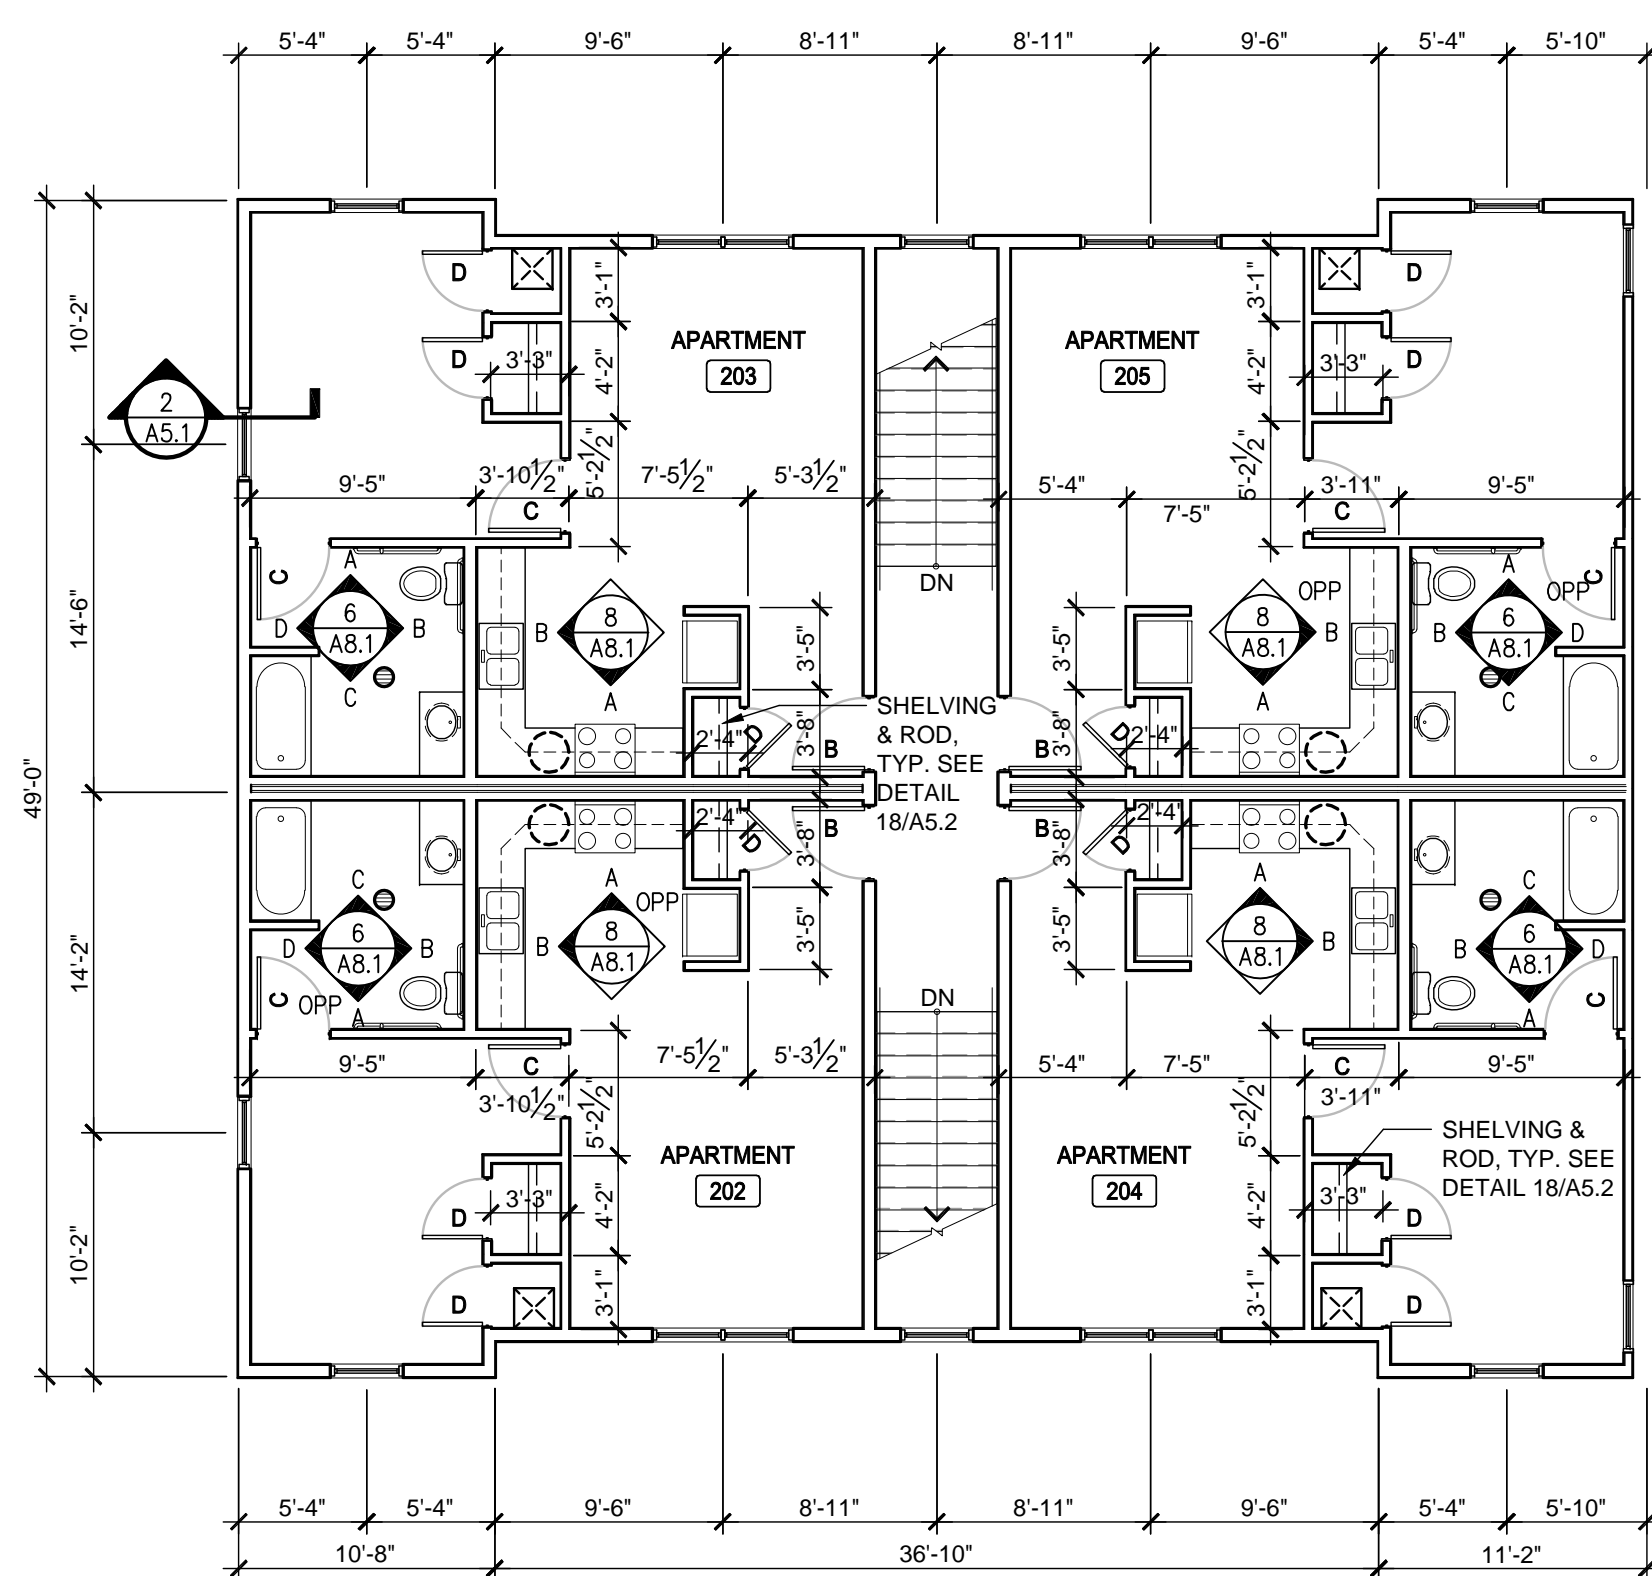 5'-4" 5'-4" 9'-6" 8'-11" 8'-11" 9'-6" 5'-4" 5'-10"
49'-0"
10'-2"
14'-6"
14'-2"
10'-2"
2
A5.1
D
D
3'-3"
3'-1"
4'-2"
5'-2½"
APARTMENT
203
APARTMENT
205
3'-1"
4'-2"
5'-2½"
D
D
3'-3"
9'-5" 3'-10½" 7'-5½" 5'-3½" 5'-4" 7'-5" 3'-11" 9'-5"
C
C
DN
C
A
6
A8.1
D B
C
8
A8.1
B
A
3'-5"
3'-8"
2'-4"
D
B
SHELVING
& ROD,
TYP. SEE
DETAIL
18/A5.2
3'-5"
3'-8"
2'-4"
D
B
OPP
8
A8.1
B
A
A
OPP
C
6
A8.1
B D
C
2'-4"
D
B
3'-8"
3'-5"
B
D
2'-4"
3'-8"
3'-5"
C
6
A8.1
D B
A
C
OPP
A
OPP
8
A8.1
B
A
8
A8.1
B
C
6
A8.1
B D
A
C
DN
9'-5" 3'-10½" 7'-5½" 5'-3½" 5'-4" 7'-5" 3'-11" 9'-5"
C
C
5'-2½"
4'-2"
3'-1"
3'-3"
D
D
APARTMENT
202
APARTMENT
204
5'-2½"
4'-2"
3'-1"
3'-3"
D
D
SHELVING &
ROD, TYP. SEE
DETAIL 18/A5.2
5'-4" 5'-4" 9'-6" 8'-11" 8'-11" 9'-6" 5'-4" 5'-10"
10'-8" 36'-10" 11'-2"